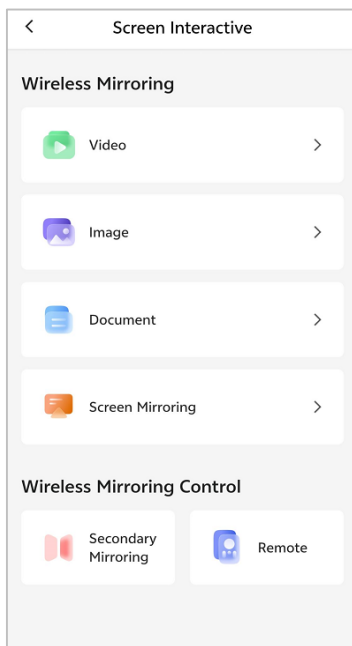 Screen Interactive
Wireless Mirroring
Video
Image
Document
Screen Mirroring
Wireless Mirroring Control
Secondary
Mirroring
Remote